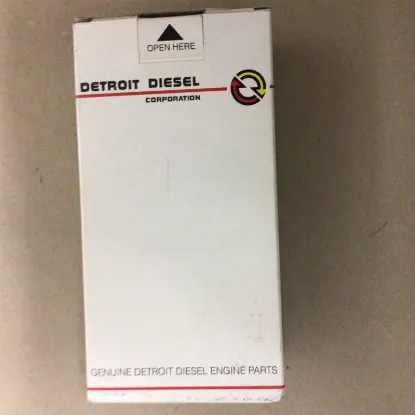 OPEN HERE
DETROIT DIESEL
CORPORATION
GENUINE DETROIT DIESEL ENGINE PARTS